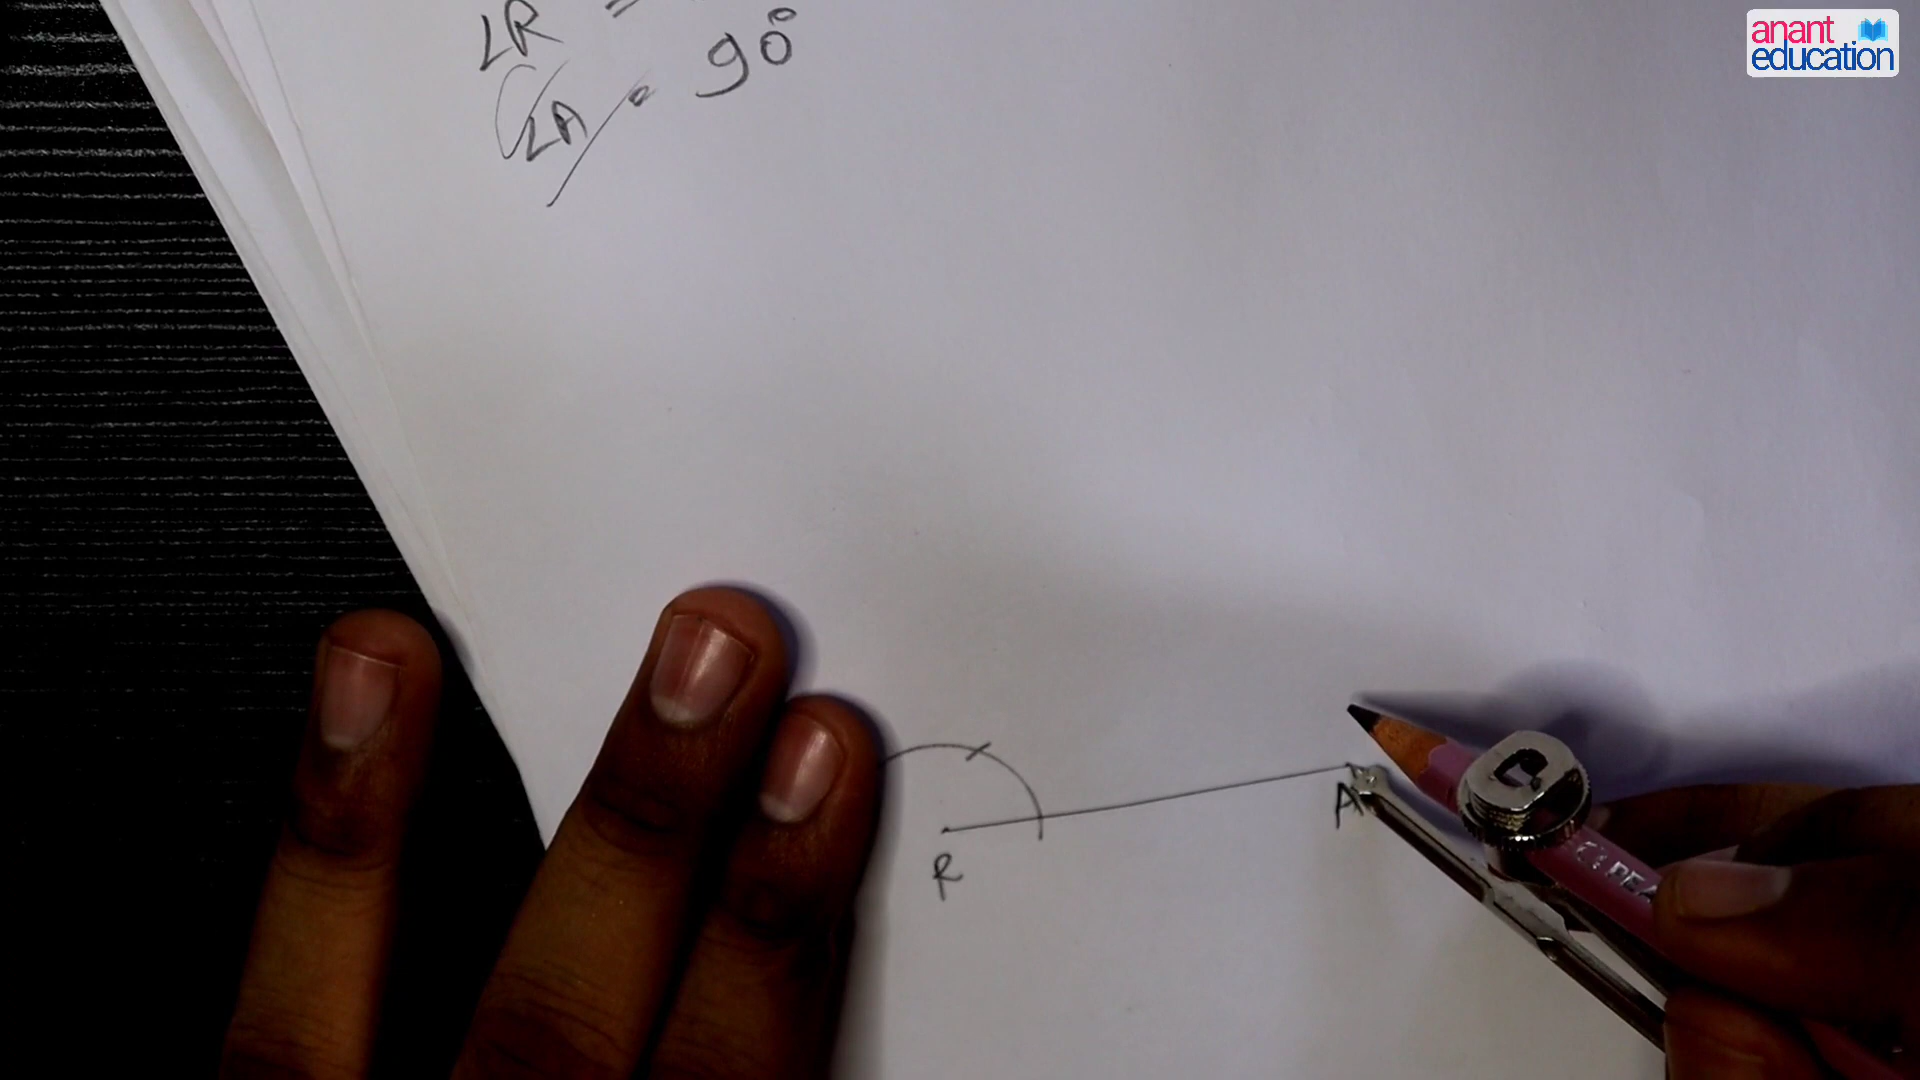 anant
education
∠R =
∠A = 90°
A
R